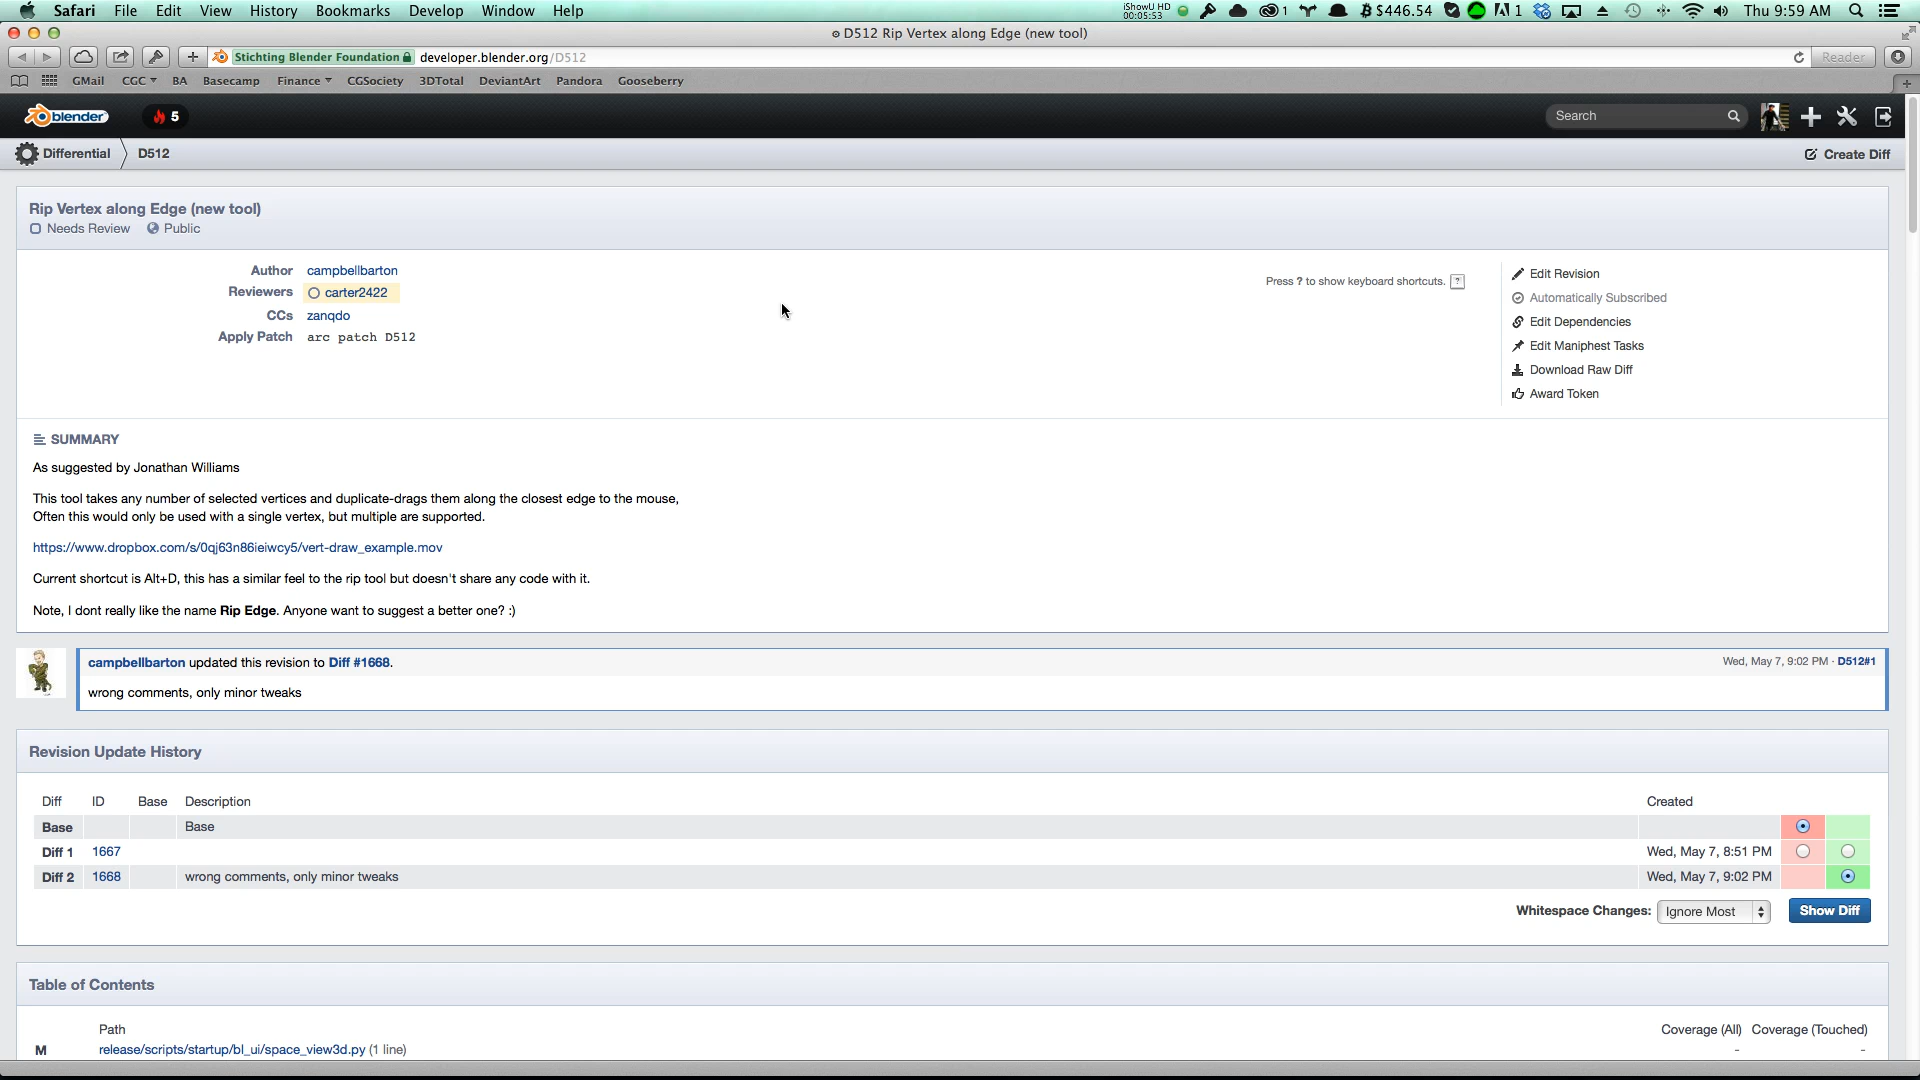 Safari File Edit View History Bookmarks Develop Window Help
iShowU HD
00:05:53
1
$446.54
1
Thu 9:59 AM
D512 Rip Vertex along Edge (new tool)
Stichting Blender Foundation
developer.blender.org/D512
Reader
GMail CGC BA Basecamp Finance CGSociety 3DTotal DeviantArt Pandora Gooseberry
blender
5
Search
Differential D512
Create Diff
Rip Vertex along Edge (new tool)
Needs Review Public
Author campbellbarton
Reviewers carter2422
CCs zanqdo
Apply Patch arc patch D512
Press ? to show keyboard shortcuts. ?
Edit Revision
Automatically Subscribed
Edit Dependencies
Edit Maniphest Tasks
Download Raw Diff
Award Token
SUMMARY
As suggested by Jonathan Williams
This tool takes any number of selected vertices and duplicate-drags them along the closest edge to the mouse,
Often this would only be used with a single vertex, but multiple are supported.
https://www.dropbox.com/s/0qj63n86ieiwcy5/vert-draw_example.mov
Current shortcut is Alt+D, this has a similar feel to the rip tool but doesn't share any code with it.
Note, I dont really like the name Rip Edge. Anyone want to suggest a better one? :)
campbellbarton updated this revision to Diff #1668.
Wed, May 7, 9:02 PM · D512#1
wrong comments, only minor tweaks
Revision Update History
Diff ID Base Description Created
Base Base
Diff 1 1667 Wed, May 7, 8:51 PM
Diff 2 1668 wrong comments, only minor tweaks Wed, May 7, 9:02 PM
Whitespace Changes: Ignore Most Show Diff
Table of Contents
Path Coverage (All) Coverage (Touched)
M release/scripts/startup/bl_ui/space_view3d.py (1 line) - -